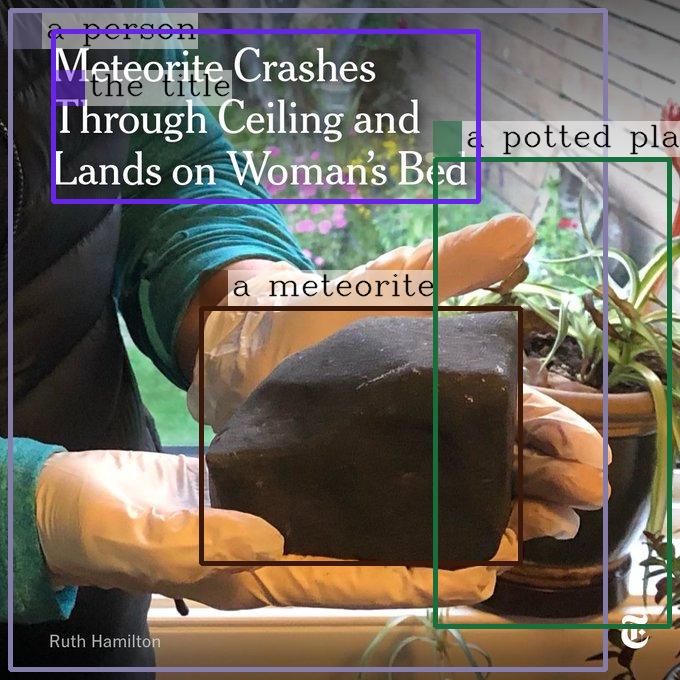 a person
Meteorite Crashes
the title
Through Ceiling and
Lands on Woman's Bed
a potted pla
a meteorite
Ruth Hamilton
T